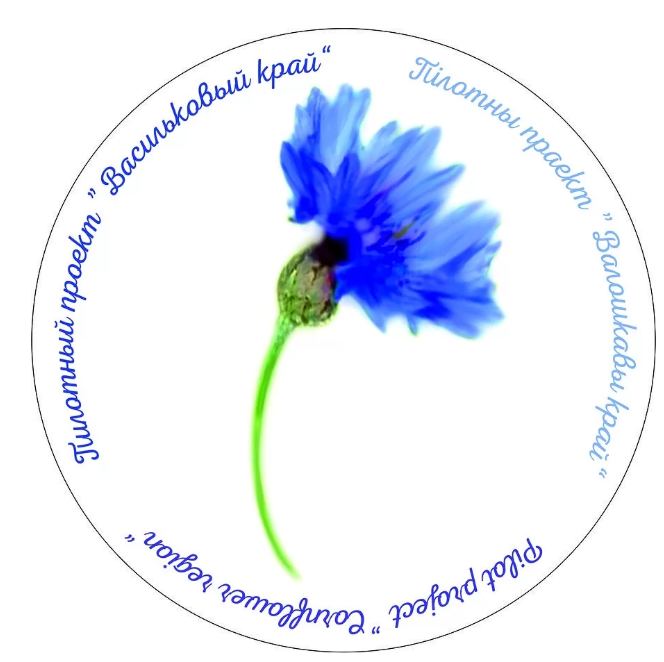 Пилотный проект " Васильковый край"
Пілотны праект " Валошкавы край"
Pilot project " Cornflower region "